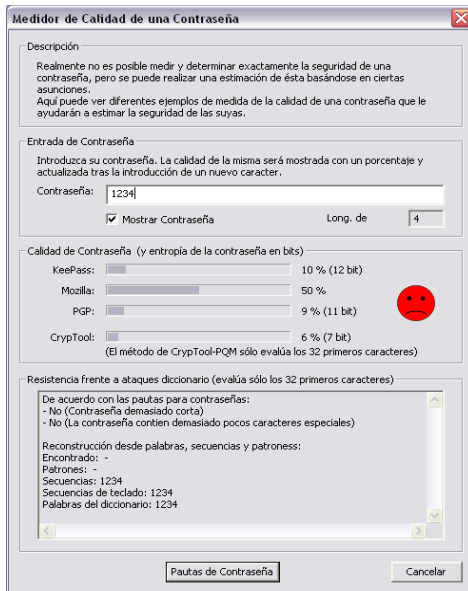 Medidor de Calidad de una Contraseña
Descripción
Realmente no es posible medir y determinar exactamente la seguridad de una
contraseña, pero se puede realizar una estimación de ésta basándose en ciertas
asunciones.
Aquí puede ver diferentes ejemplos de medida de la calidad de una contraseña que le
ayudarán a estimar la seguridad de las suyas.
Entrada de Contraseña
Introduzca su contraseña. La calidad de la misma será mostrada con un porcentaje y
actualizada tras la introducción de un nuevo caracter.
Contraseña: 1234
Mostrar Contraseña Long. de 4
Calidad de Contraseña (y entropía de la contraseña en bits)
KeePass: 10 % (12 bit)
Mozilla: 50 %
PGP: 9 % (11 bit)
CrypTool: 6 % (7 bit)
(El método de CrypTool-PQM sólo evalúa los 32 primeros caracteres)
Resistencia frente a ataques diccionario (evalúa sólo los 32 primeros caracteres)
De acuerdo con las pautas para contraseñas:
- No (Contraseña demasiado corta)
- No (La contraseña contien demasiado pocos caracteres especiales)
Reconstrucción desde palabras, secuencias y patroness:
Encontrado: -
Patrones: -
Secuencias: 1234
Secuencias de teclado: 1234
Palabras del diccionario: 1234
Pautas de Contraseña Cancelar